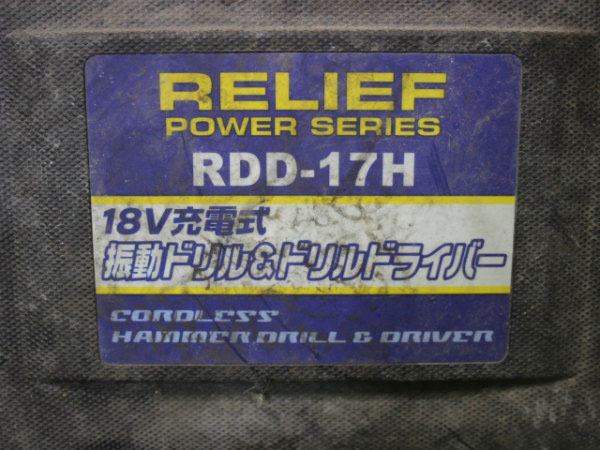 RELIEF
POWER SERIES
RDD-17H
18V充電式
振動ドリル&ドリルドライバー
CORDLESS
HAMMER DRILL & DRIVER